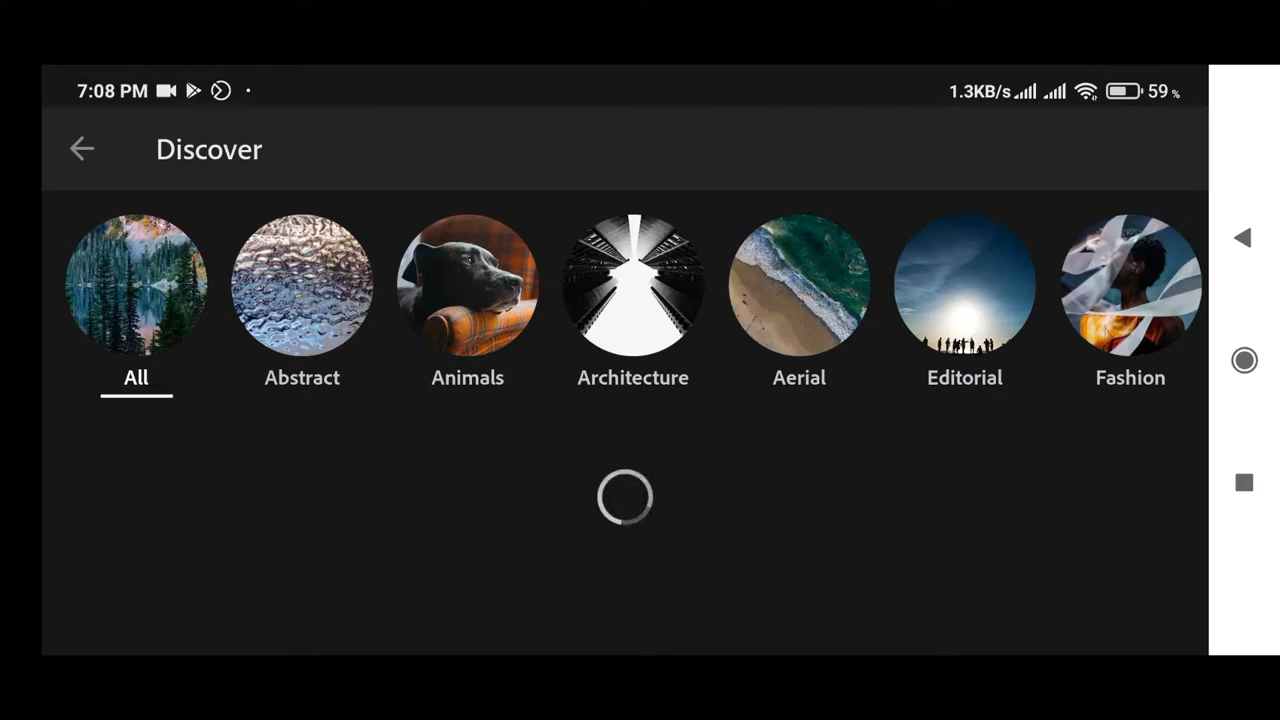 7:08 PM 1.3KB/s 59 %
Discover
All Abstract Animals Architecture Aerial Editorial Fashion